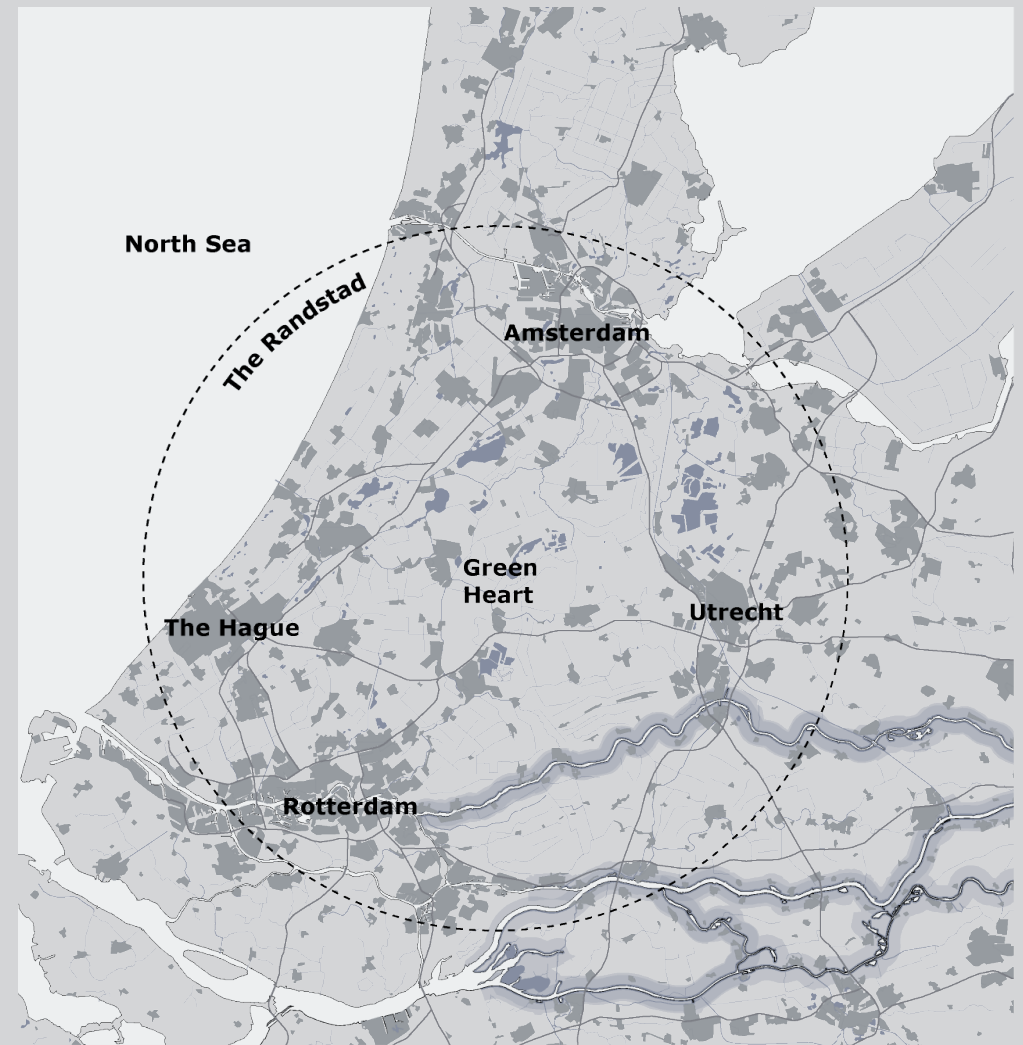 North Sea
The Randstad
Amsterdam
Green
Heart
Utrecht
The Hague
Rotterdam